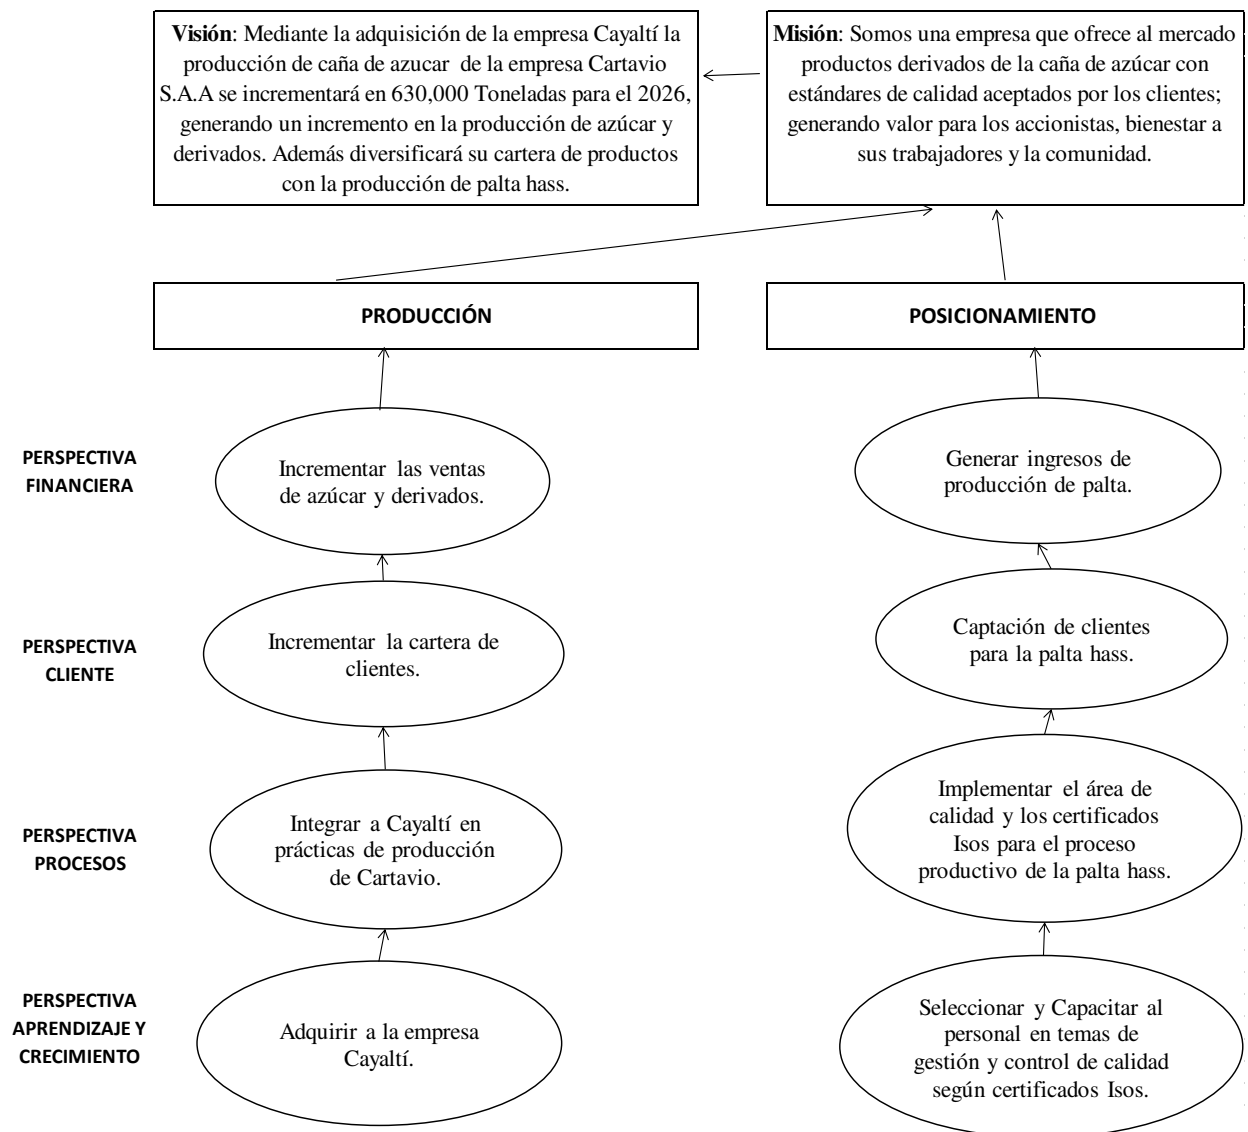 Visión: Mediante la adquisición de la empresa Cayaltí la
producción de caña de azucar de la empresa Cartavio
S.A.A se incrementará en 630,000 Toneladas para el 2026,
generando un incremento en la producción de azúcar y
derivados. Además diversificará su cartera de productos
con la producción de palta hass.
Misión: Somos una empresa que ofrece al mercado
productos derivados de la caña de azúcar con
estándares de calidad aceptados por los clientes;
generando valor para los accionistas, bienestar a
sus trabajadores y la comunidad.
PRODUCCIÓN
POSICIONAMIENTO
PERSPECTIVA
FINANCIERA
Incrementar las ventas
de azúcar y derivados.
Generar ingresos de
producción de palta.
PERSPECTIVA
CLIENTE
Incrementar la cartera de
clientes.
Captación de clientes
para la palta hass.
PERSPECTIVA
PROCESOS
Integrar a Cayaltí en
prácticas de producción
de Cartavio.
Implementar el área de
calidad y los certificados
Isos para el proceso
productivo de la palta hass.
PERSPECTIVA
APRENDIZAJE Y
CRECIMIENTO
Adquirir a la empresa
Cayaltí.
Seleccionar y Capacitar al
personal en temas de
gestión y control de calidad
según certificados Isos.